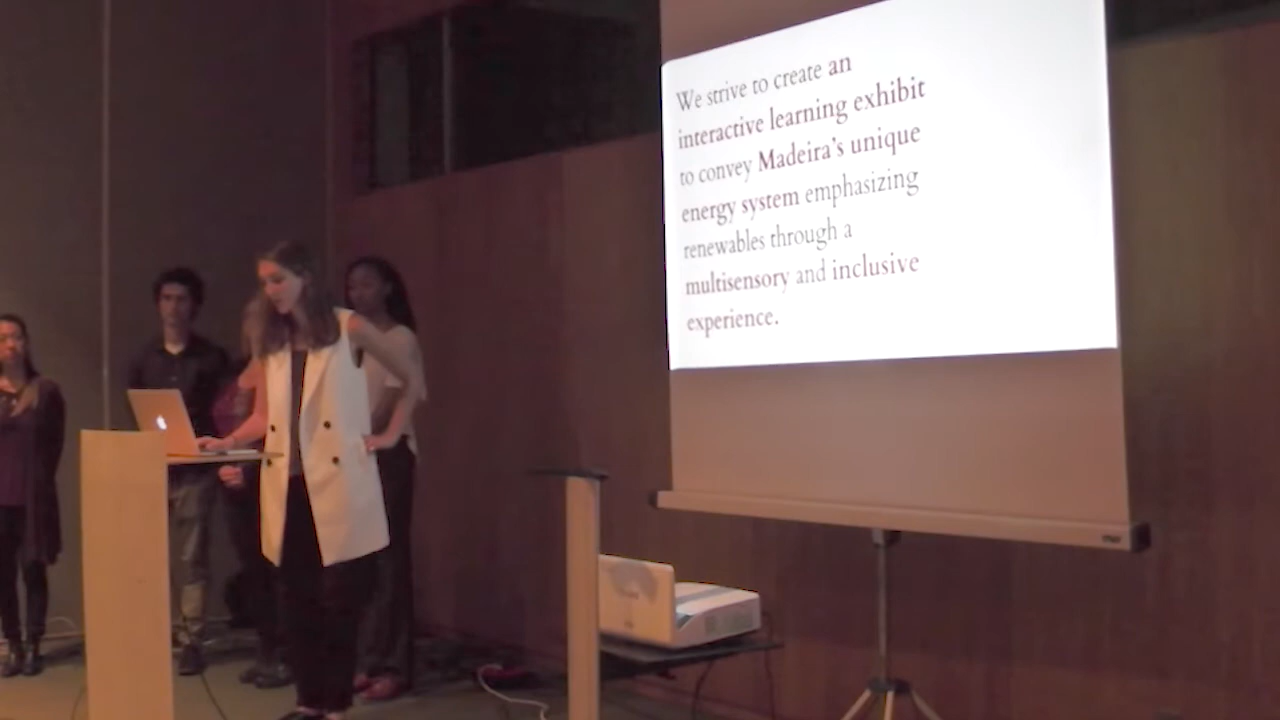 We strive to create an
interactive learning exhibit
to convey Madeira's unique
energy system emphasizing
renewables through a
multisensory and inclusive
experience.